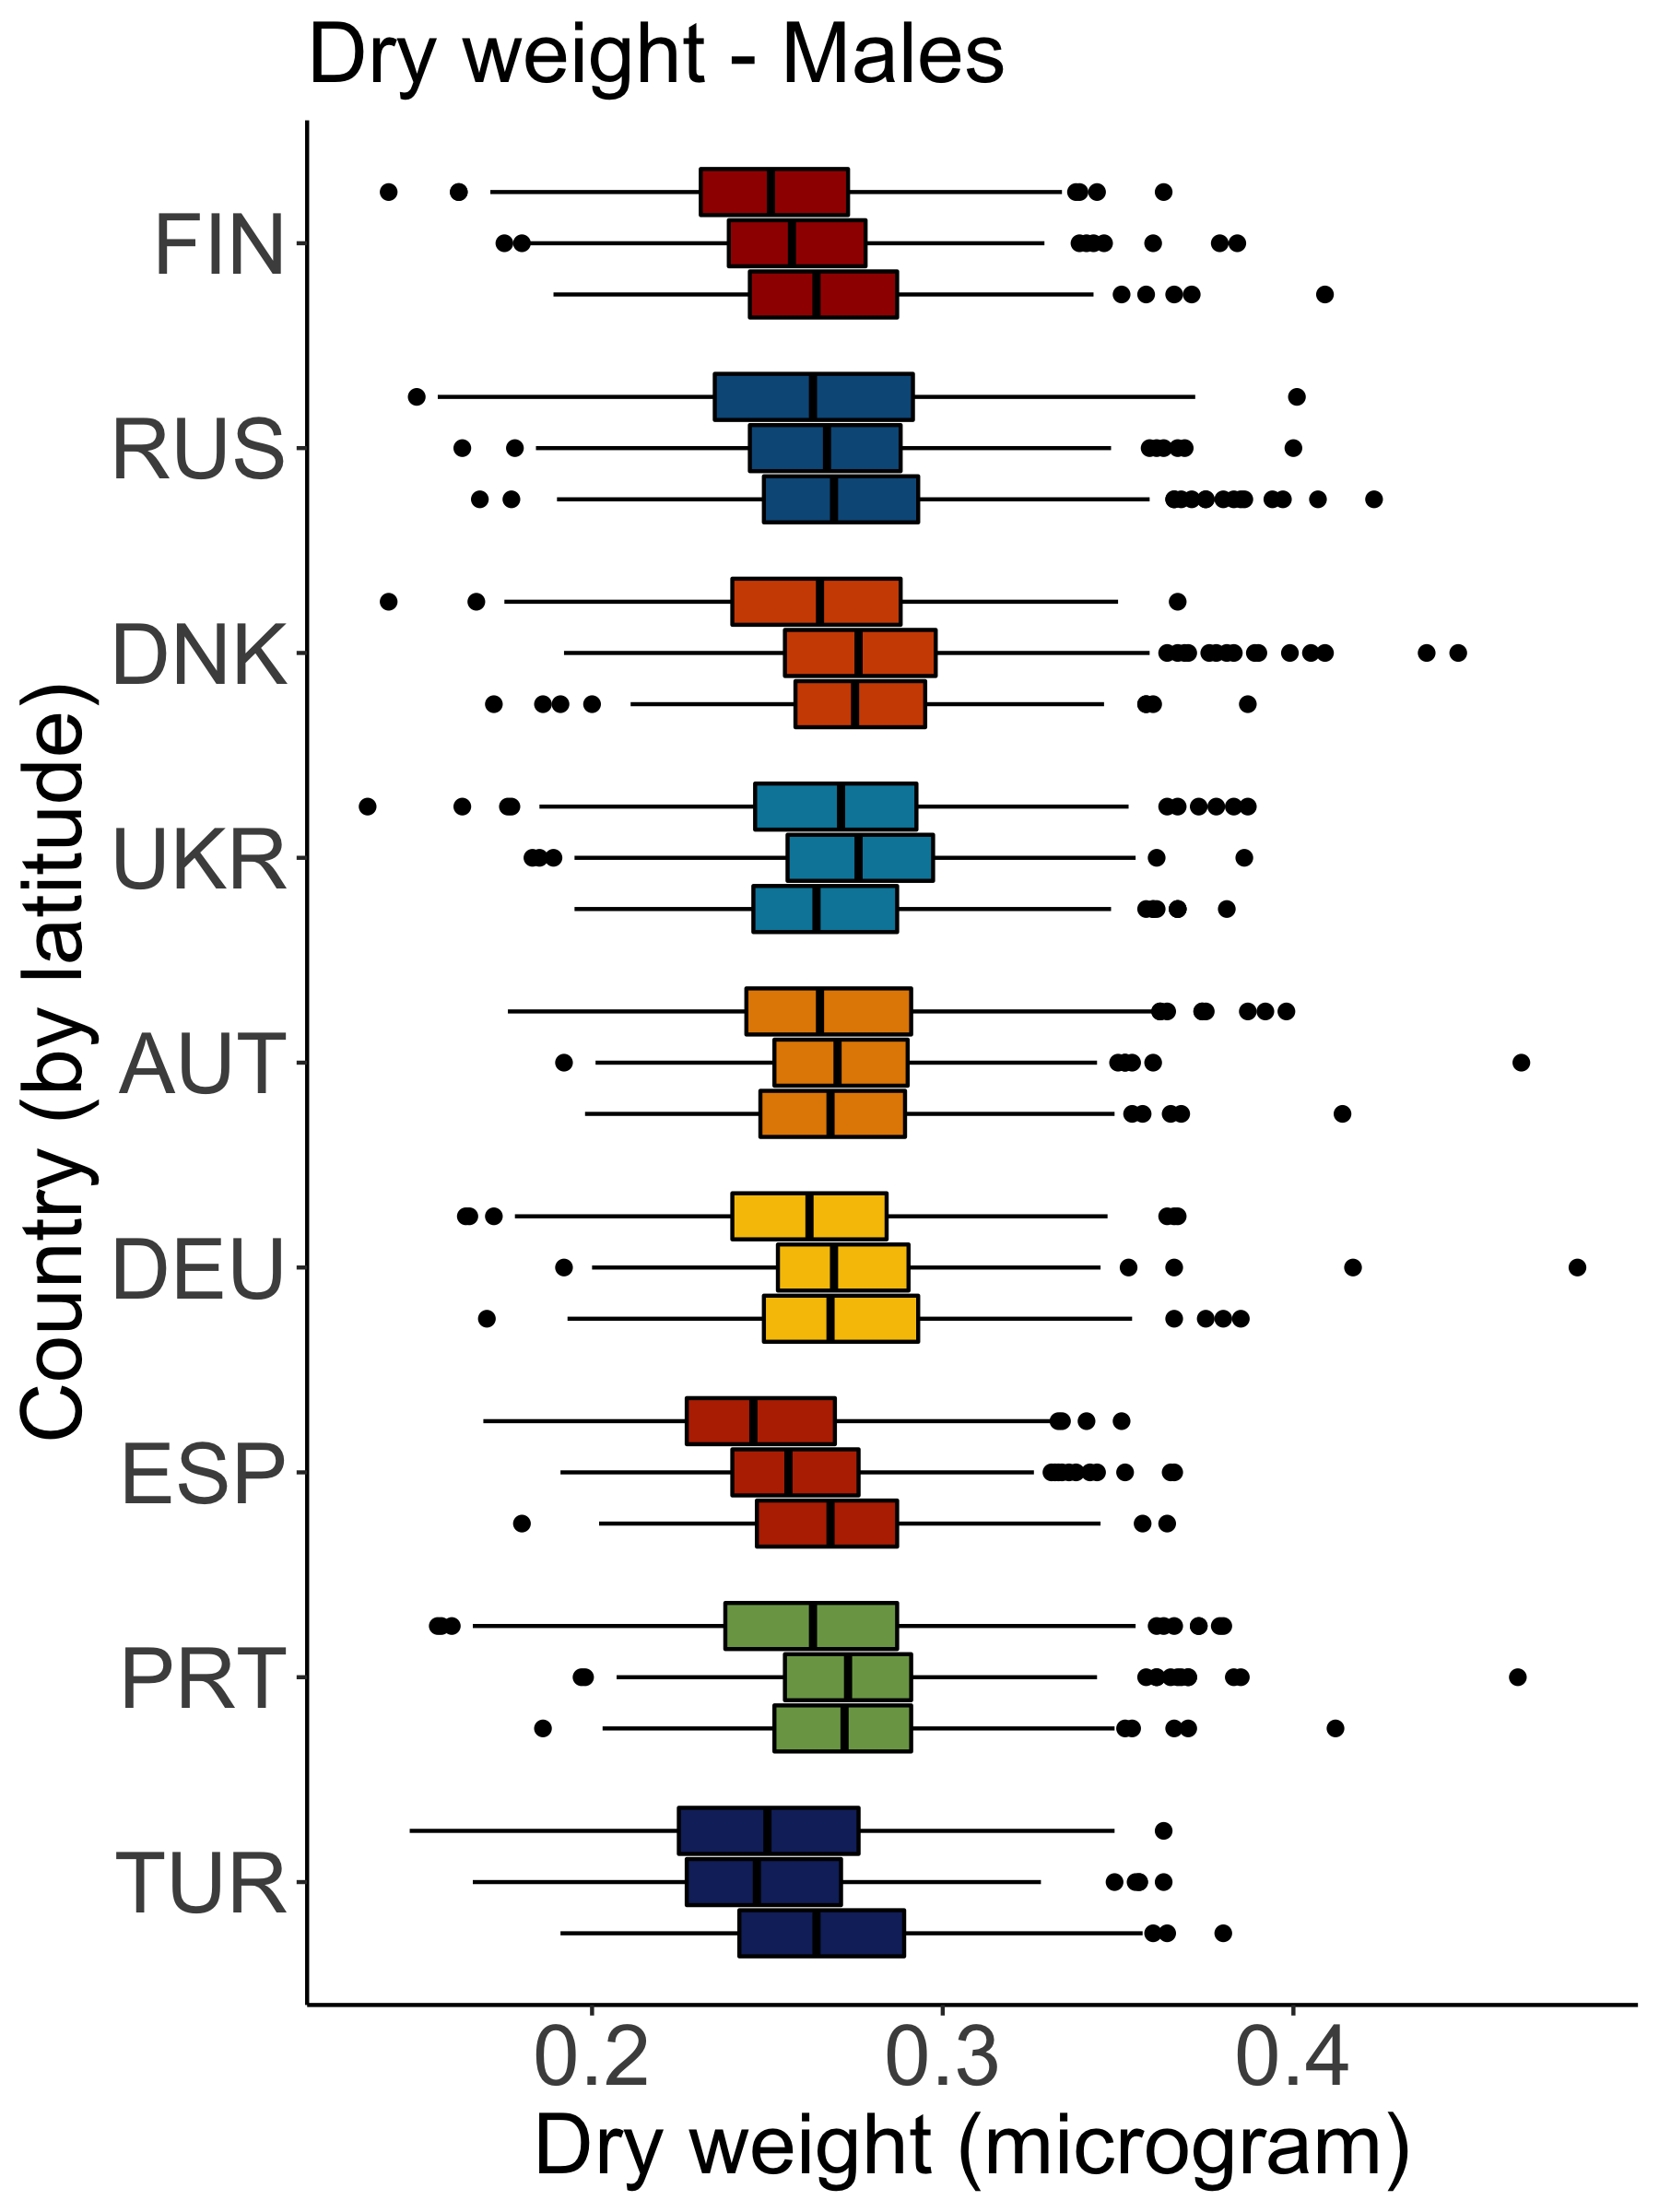 Dry weight - Males
Country (by latitude)
FIN
RUS
DNK
UKR
AUT
DEU
ESP
PRT
TUR
0.2 0.3 0.4
Dry weight (microgram)